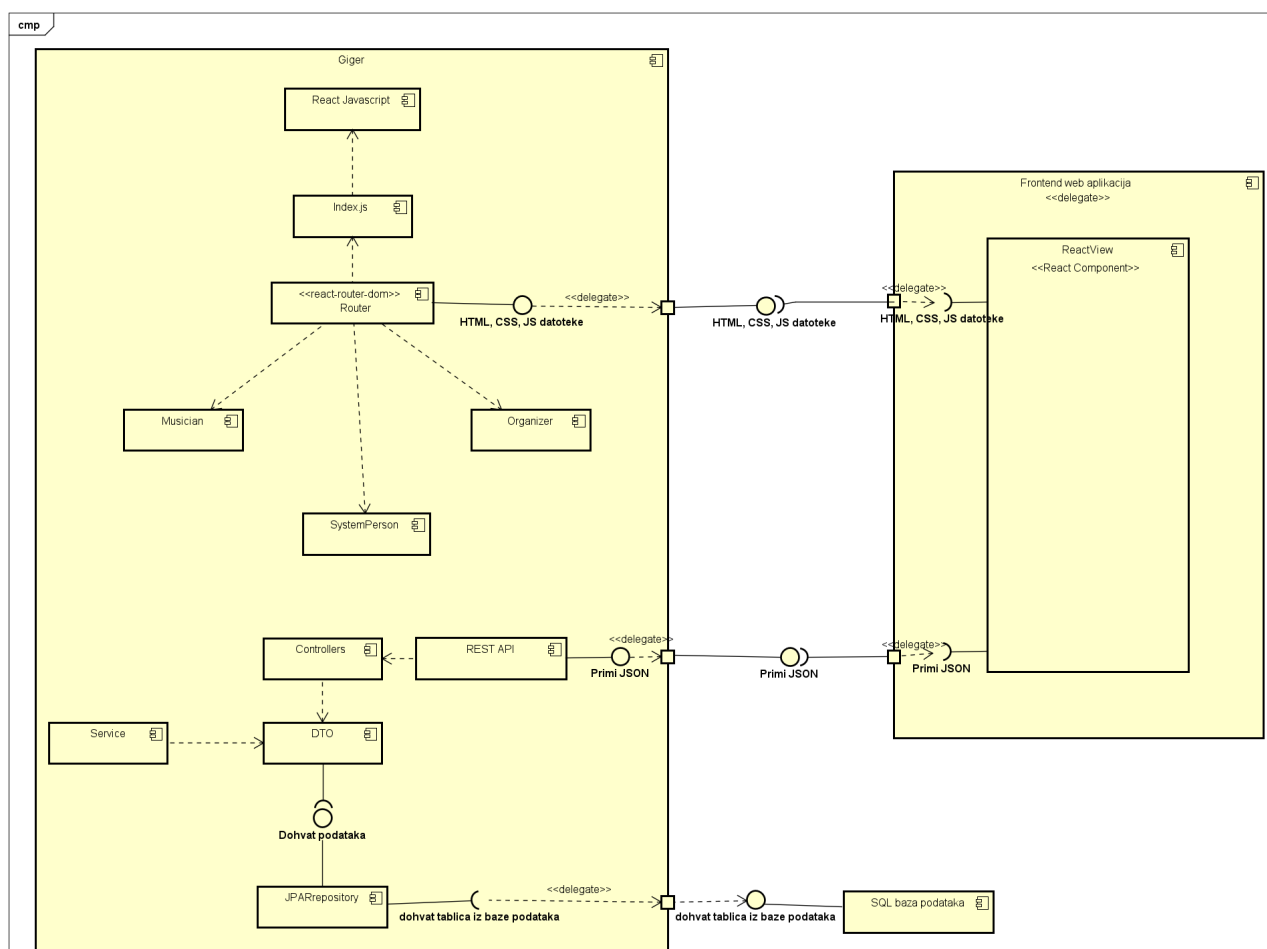 cmp
Giger
React Javascript
Index.js
<<react-router-dom>>
Router
<<delegate>>
HTML, CSS, JS datoteke
HTML, CSS, JS datoteke
Frontend web aplikacija
<<delegate>>
ReactView
<<React Component>>
<<delegate>>
HTML, CSS, JS datoteke
Musician
Organizer
SystemPerson
Controllers
REST API
<<delegate>>
Primi JSON
Primi JSON
<<delegate>>
Primi JSON
Service
DTO
Dohvat podataka
JPARrepository
<<delegate>>
dohvat tablica iz baze podataka
dohvat tablica iz baze podataka
SQL baza podataka